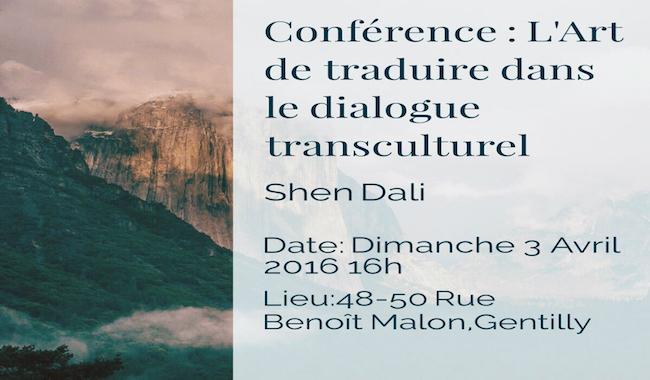 Conférence : L'Art
de traduire dans
le dialogue
transculturel
Shen Dali
Date: Dimanche 3 Avril
2016 16h
Lieu:48-50 Rue
Benoît Malon,Gentilly